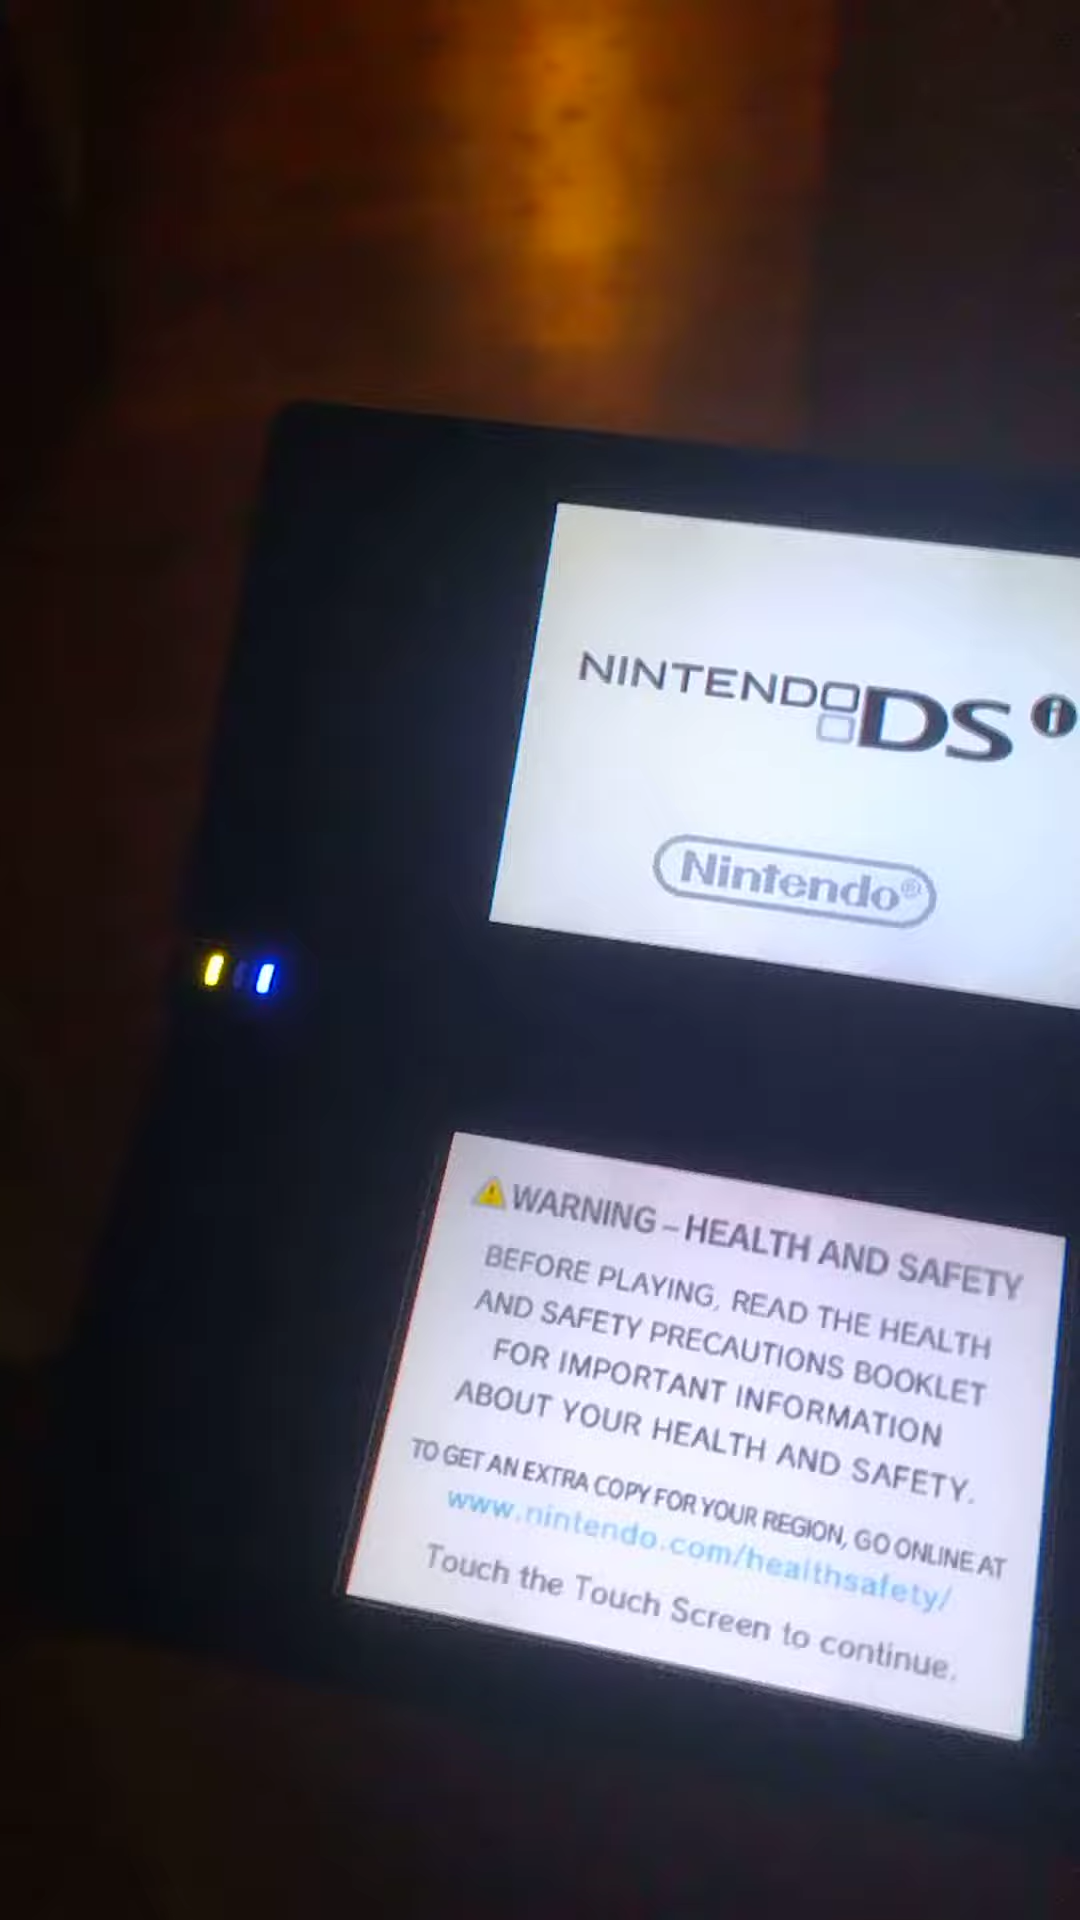 NINTENDO DSi
Nintendo®
WARNING – HEALTH AND SAFETY
BEFORE PLAYING, READ THE HEALTH
AND SAFETY PRECAUTIONS BOOKLET
FOR IMPORTANT INFORMATION
ABOUT YOUR HEALTH AND SAFETY.
TO GET AN EXTRA COPY FOR YOUR REGION, GO ONLINE AT
www.nintendo.com/healthsafety/
Touch the Touch Screen to continue.